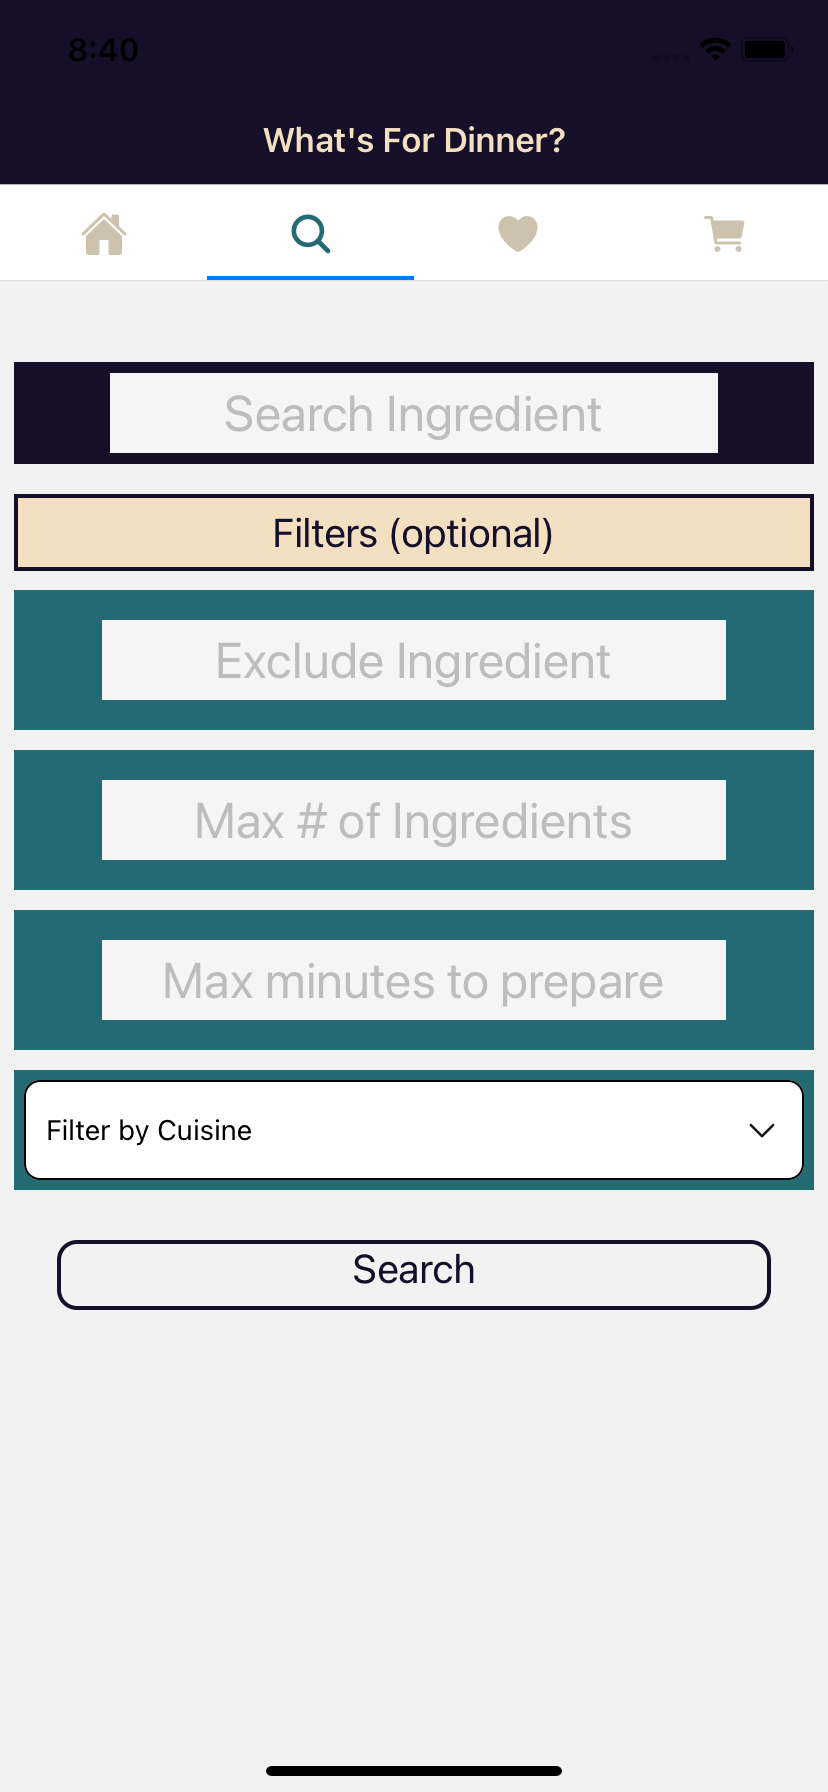 8:40
What's For Dinner?
Search Ingredient
Filters (optional)
Exclude Ingredient
Max # of Ingredients
Max minutes to prepare
Filter by Cuisine
Search